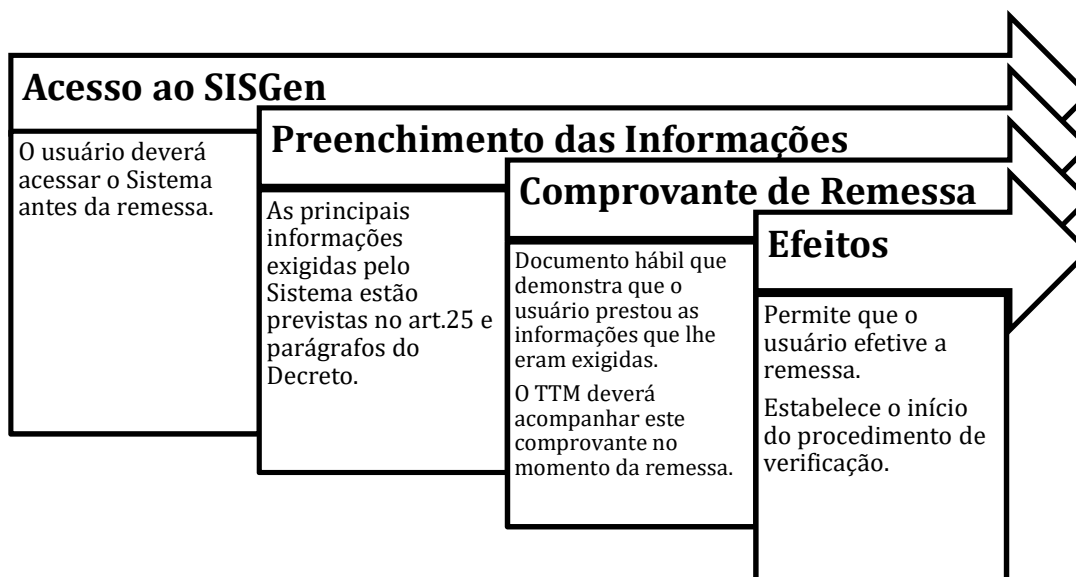 Acesso ao SISGen
O usuário deverá
acessar o Sistema
antes da remessa.
Preenchimento das Informações
As principais
informações
exigidas pelo
Sistema estão
previstas no art.25 e
parágrafos do
Decreto.
Comprovante de Remessa
Documento hábil que
demonstra que o
usuário prestou as
informações que lhe
eram exigidas.
O TTM deverá
acompanhar este
comprovante no
momento da remessa.
Efeitos
Permite que o
usuário efetive a
remessa.
Estabelece o início
do procedimento de
verificação.